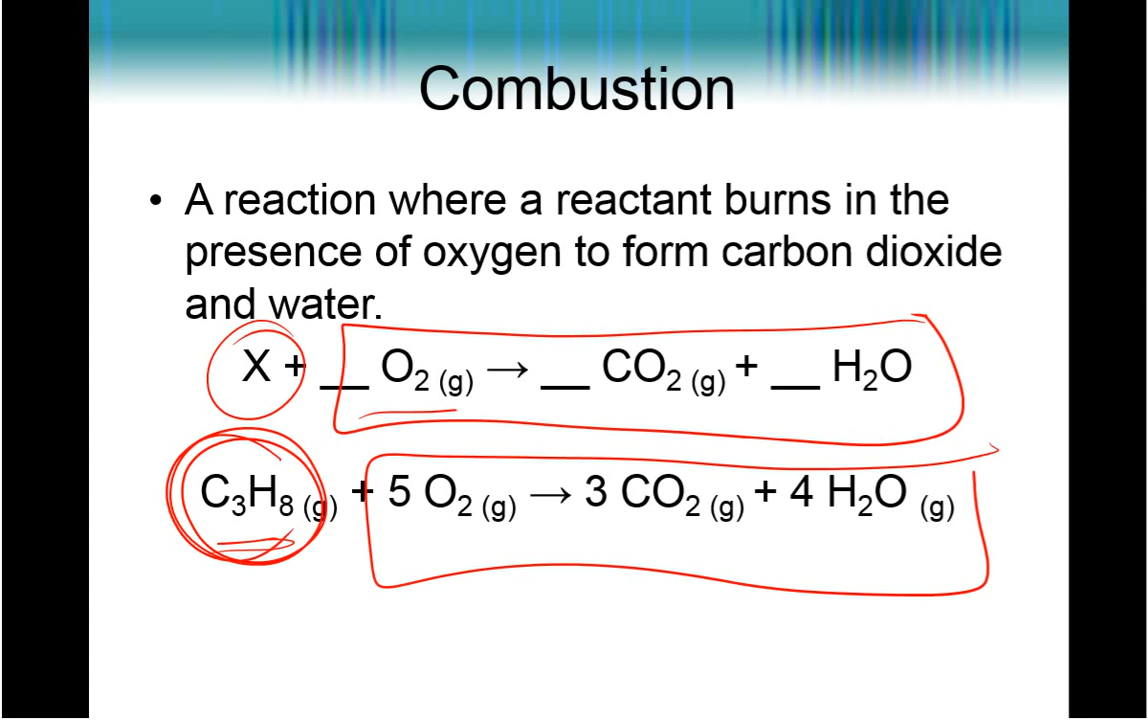 Combustion
• A reaction where a reactant burns in the
presence of oxygen to form carbon dioxide
and water.
X + __ O₂ (g) → __ CO₂ (g) + __ H₂O
C₃H₈ (g) + 5 O₂ (g) → 3 CO₂ (g) + 4 H₂O (g)